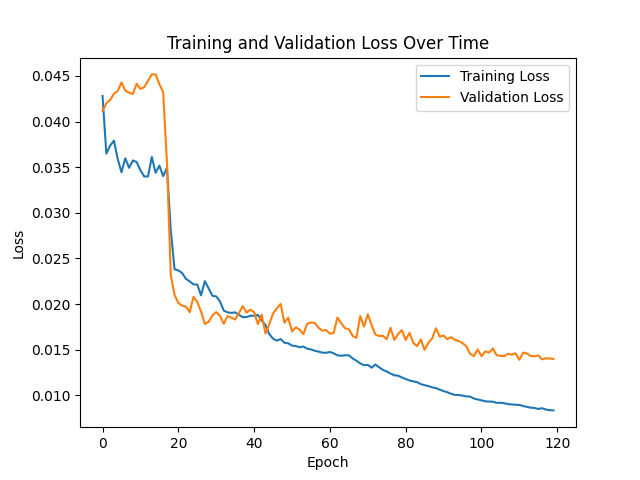 Training and Validation Loss Over Time
Training Loss
Validation Loss
0.045
0.040
0.035
0.030
0.025
0.020
0.015
0.010
Loss
0 20 40 60 80 100 120
Epoch